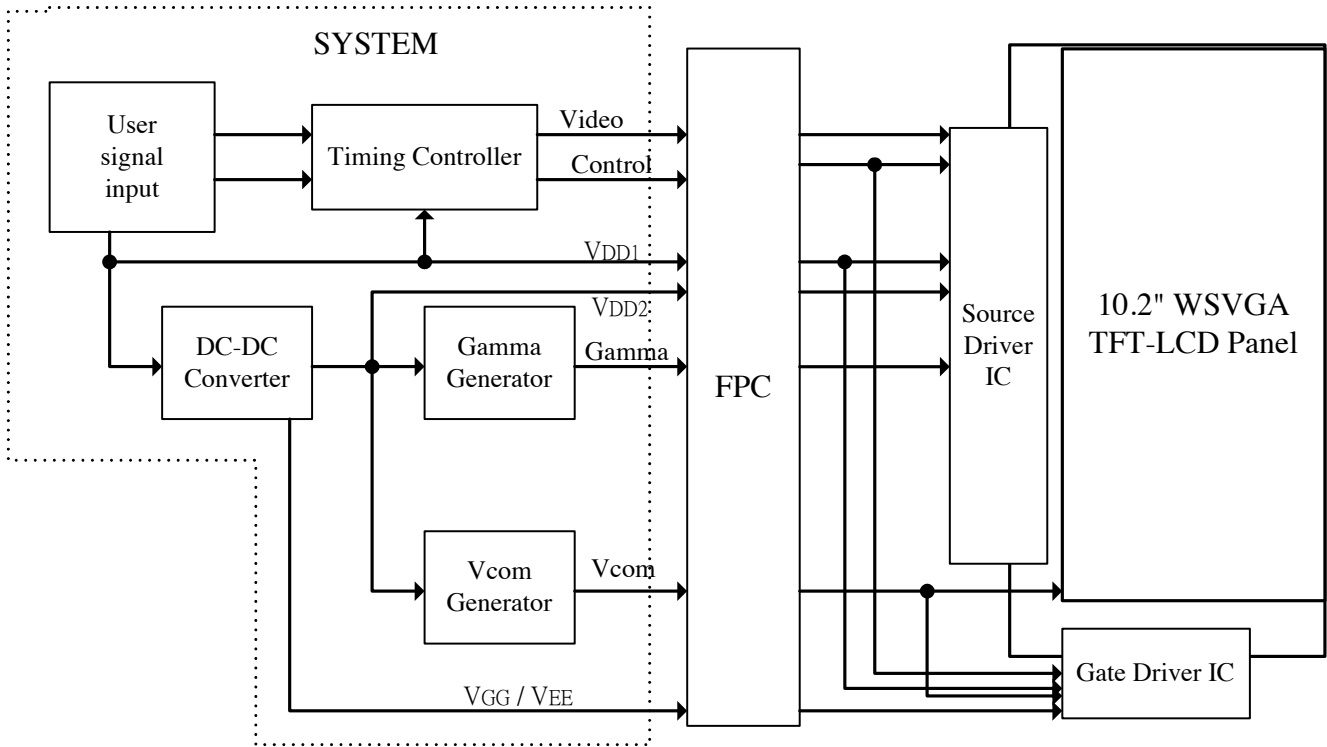 SYSTEM
User
signal
input
Timing Controller
Video
Control
VDD1
VDD2
DC-DC
Converter
Gamma
Generator
Gamma
FPC
Source
Driver
IC
10.2" WSVGA
TFT-LCD Panel
Vcom
Generator
Vcom
Gate Driver IC
VGG / VEE